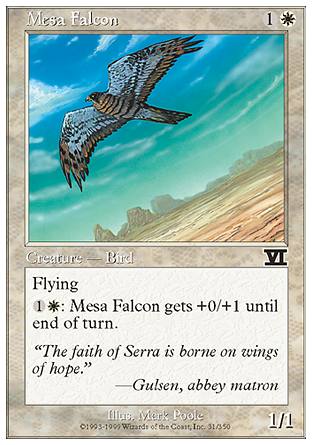 Mesa Falcon 1
Creature — Bird VI
Flying
1: Mesa Falcon gets +0/+1 until
end of turn.
“The faith of Serra is borne on wings
of hope.”
—Gulsen, abbey matron
Illus. Mark Poole
©1993-1999 Wizards of the Coast, Inc. 31/350
1/1